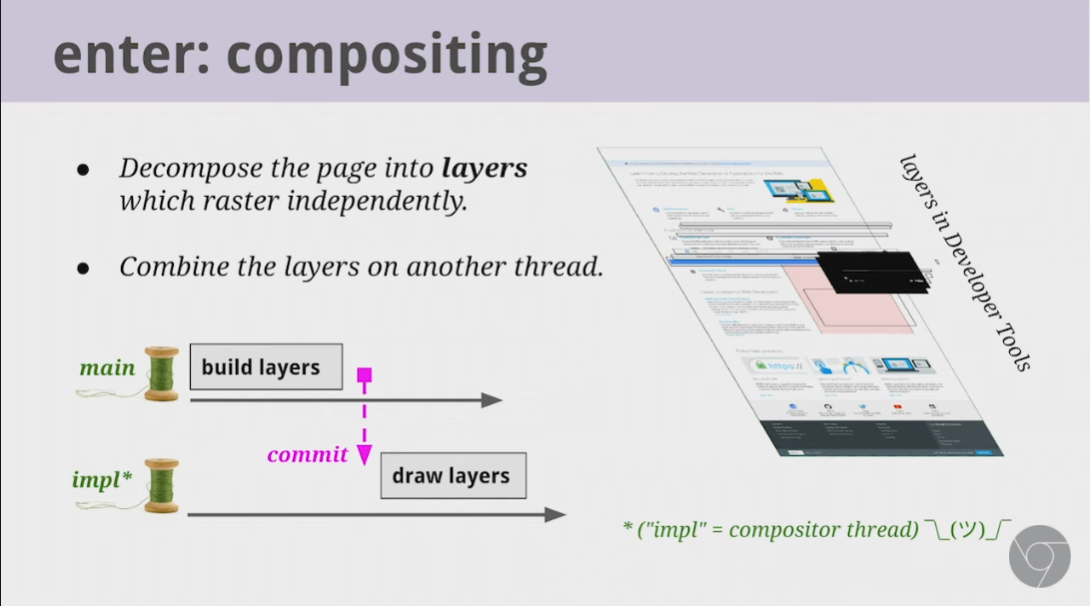 enter: compositing
● Decompose the page into layers
which raster independently.
● Combine the layers on another thread.
layers in Developer Tools
https://
main
build layers
commit
impl*
draw layers
* ("impl" = compositor thread) ¯\_(ツ)_/¯